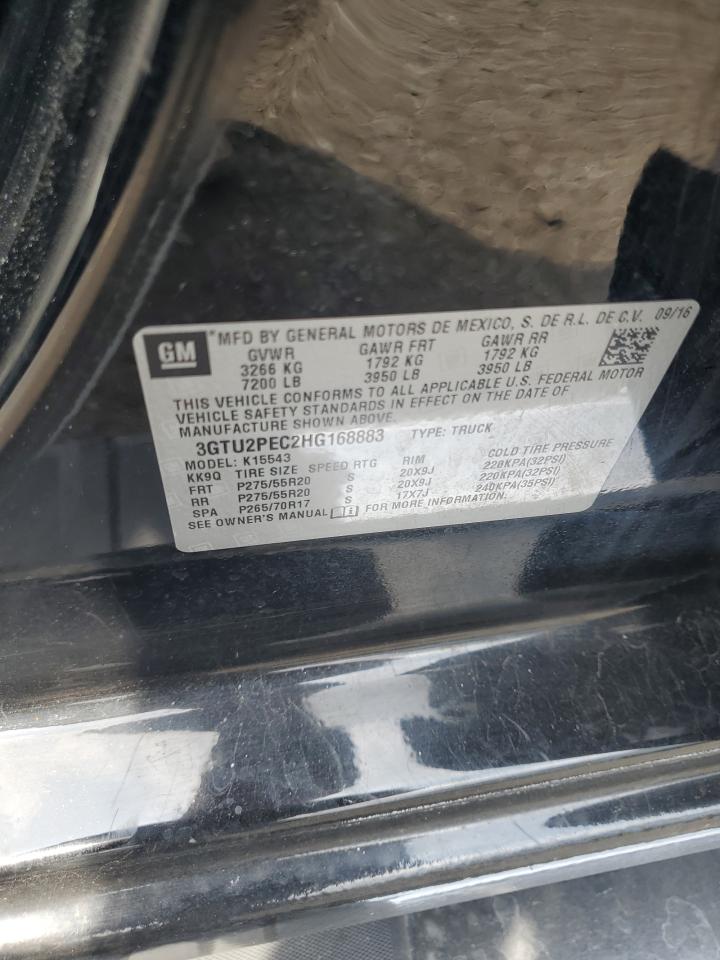 GM
*MFD BY GENERAL MOTORS DE MEXICO, S. DE R.L. DE C.V. 09/16
GVWR GAWR FRT GAWR RR
3266 KG 1792 KG 1792 KG
7200 LB 3950 LB 3950 LB
THIS VEHICLE CONFORMS TO ALL APPLICABLE U.S. FEDERAL MOTOR
VEHICLE SAFETY STANDARDS IN EFFECT ON THE DATE OF
MANUFACTURE SHOWN ABOVE.
3GTU2PEC2HG168883 TYPE: TRUCK
MODEL: K15543
KK9Q TIRE SIZE SPEED RTG RIM COLD TIRE PRESSURE
FRT P275/55R20 S 20X9J 220KPA(32PSI)
RR P275/55R20 S 20X9J 220KPA(32PSI)
SPA P265/70R17 S 17X7J 240KPA(35PSI)
SEE OWNER'S MANUAL FOR MORE INFORMATION.